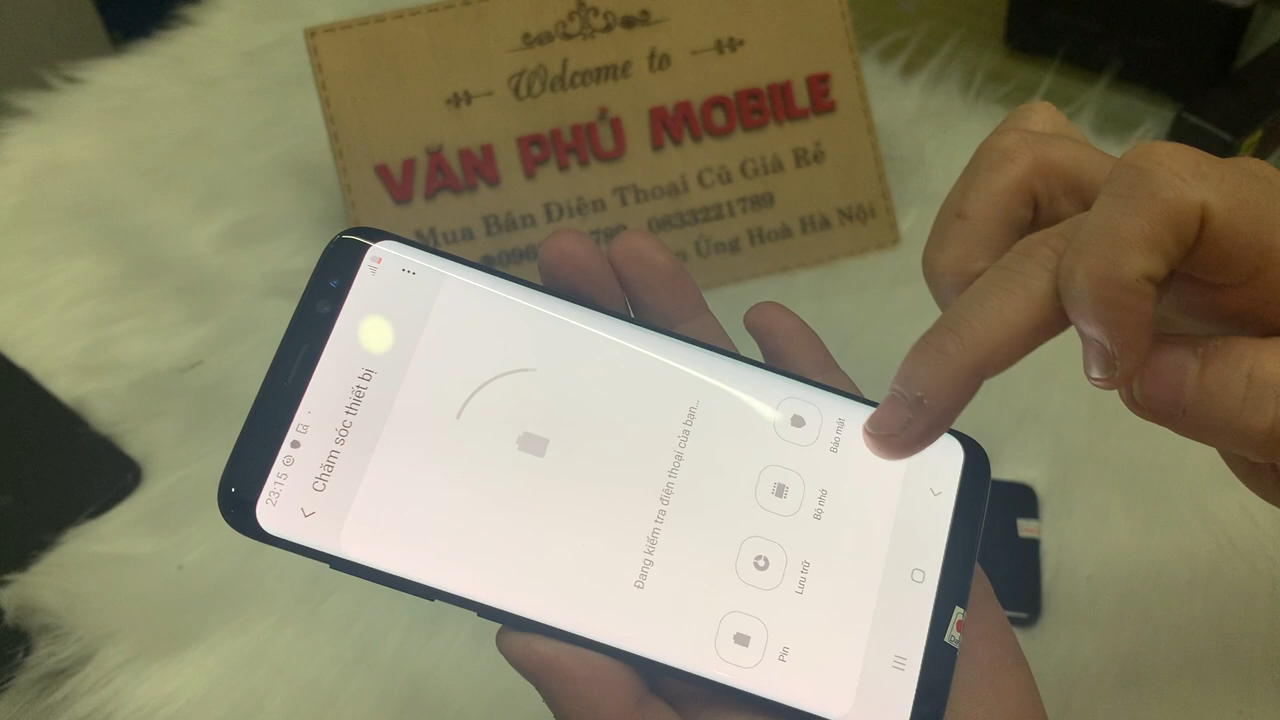 Welcome to
VĂN PHÚ MOBILE
Mua Bán Điện Thoại Cũ Giá Rẻ
0833221789
Ứng Hoà Hà Nội
23:15
Chăm sóc thiết bị
Đang kiểm tra điện thoại của bạn...
Pin
Lưu trữ
Bộ nhớ
Bảo mật